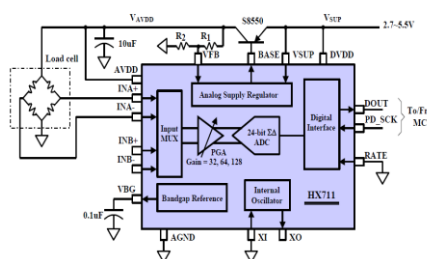 VAVDD
S8550
VSUP
2.7~5.5V
R2
R1
10uF
Load cell
VFB
BASE
VSUP
DVDD
AVDD
INA+
INA-
Analog Supply Regulator
Digital
Interface
DOUT
PD_SCK
To/Fr
MC
Input
MUX
24-bit ΣΔ
ADC
INB+
INB-
PGA
Gain = 32, 64, 128
RATE
VBG
0.1uF
Bandgap Reference
Internal
Oscillator
HX711
AGND
XI
XO